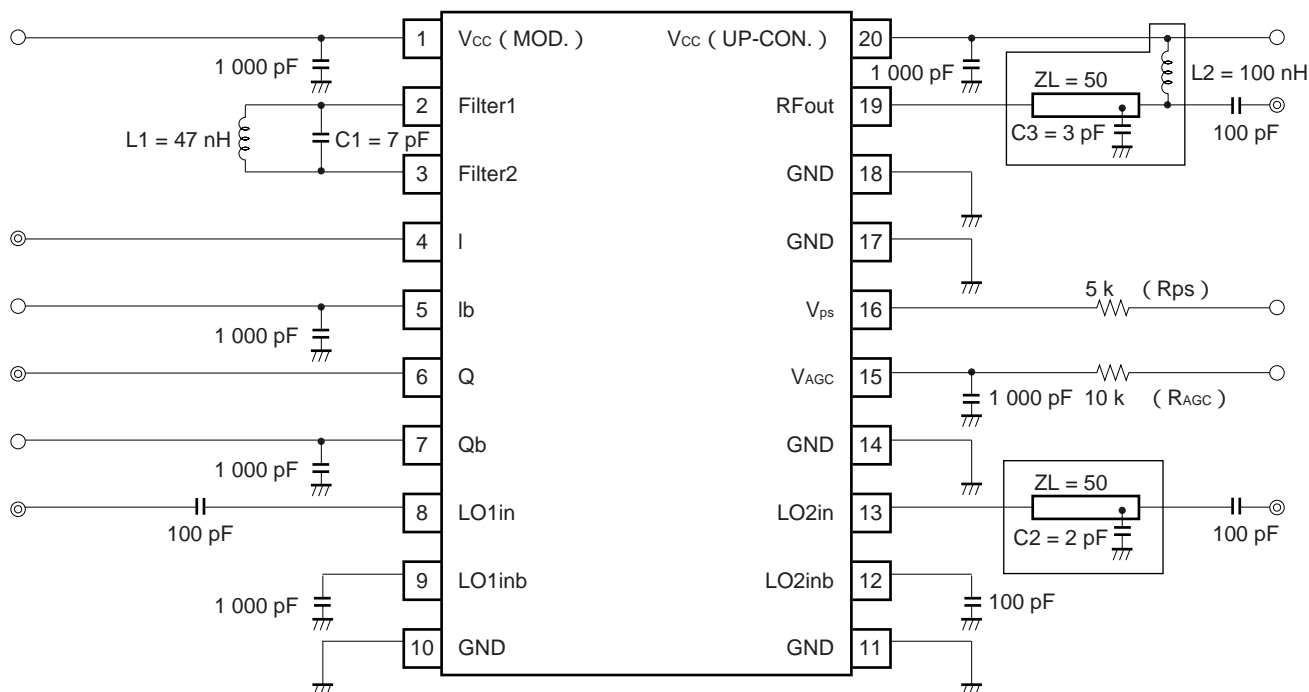 1 VCC ( MOD. ) VCC ( UP-CON. ) 20
1 000 pF 1 000 pF ZL = 50 L2 = 100 nH
2 Filter1 RFout 19
L1 = 47 nH C1 = 7 pF C3 = 3 pF 100 pF
3 Filter2 GND 18
4 I GND 17
5 k ( Rps )
5 Ib Vps 16
1 000 pF
6 Q VAGC 15
1 000 pF 10 k ( RAGC )
7 Qb GND 14
1 000 pF ZL = 50
8 LO1in LO2in 13
100 pF C2 = 2 pF 100 pF
9 LO1inb LO2inb 12
1 000 pF 100 pF
10 GND GND 11